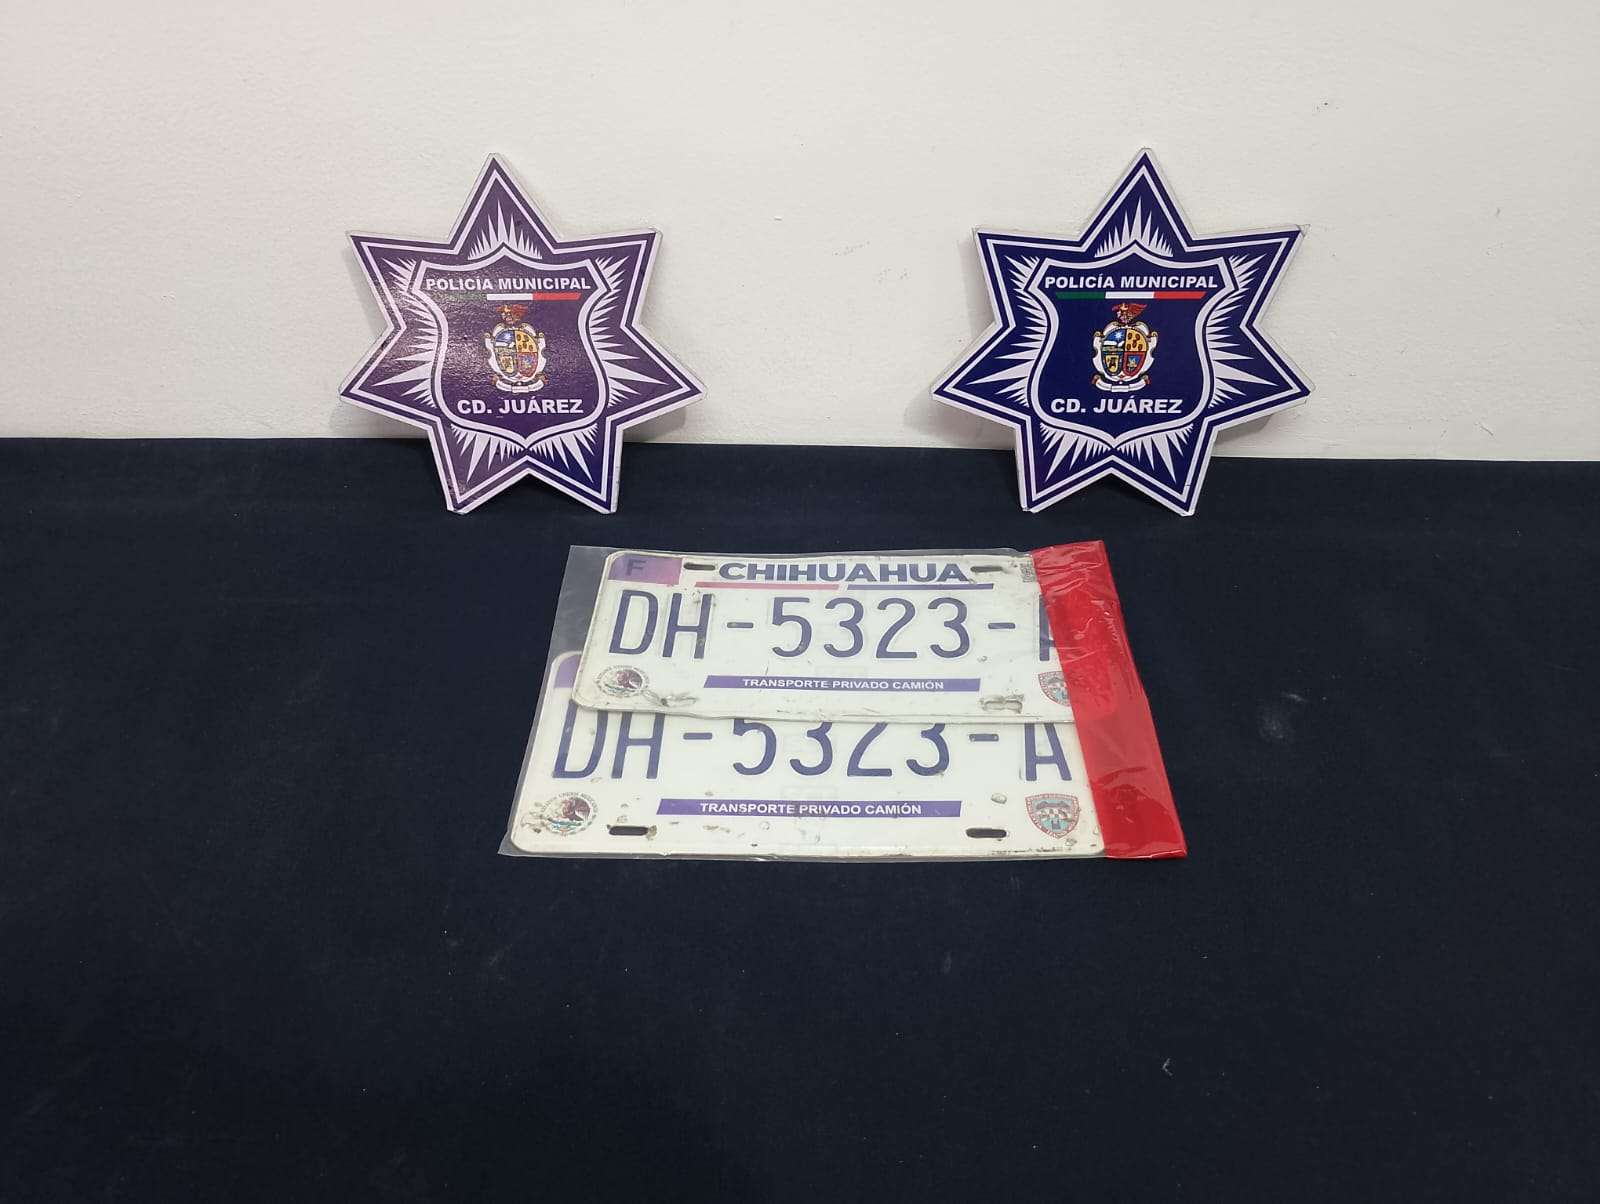 POLICÍA MUNICIPAL
CD. JUÁREZ
POLICÍA MUNICIPAL
CD. JUÁREZ
F
CHIHUAHUA
DH-5323-A
TRANSPORTE PRIVADO CAMIÓN
DH-5323-A
TRANSPORTE PRIVADO CAMIÓN